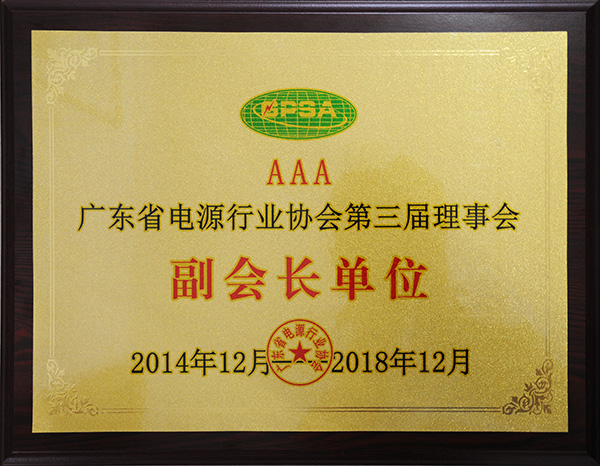 GPSA
AAA
广东省电源行业协会第三届理事会
副会长单位
2014年12月——2018年12月
广东省电源行业协会